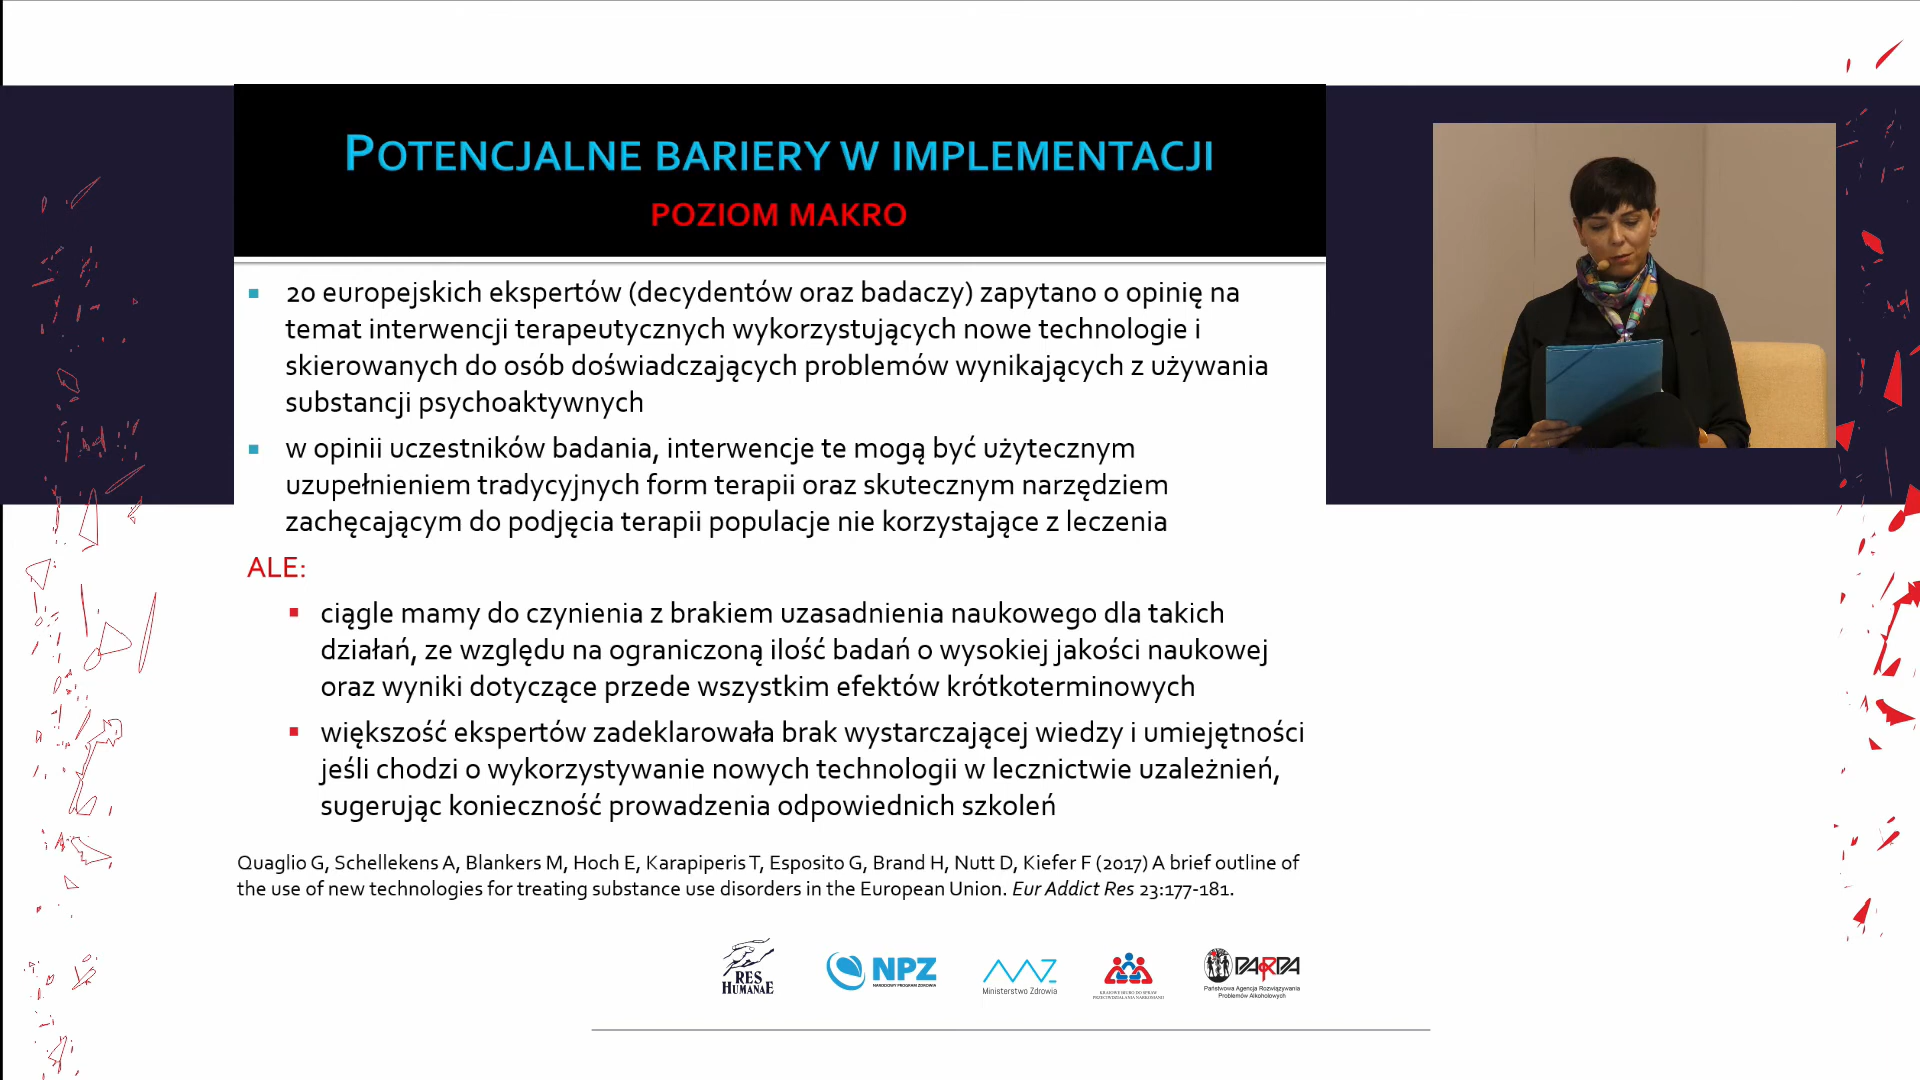 POTENCJALNE BARIERY W IMPLEMENTACJI
POZIOM MAKRO
20 europejskich ekspertów (decydentów oraz badaczy) zapytano o opinię na
temat interwencji terapeutycznych wykorzystujących nowe technologie i
skierowanych do osób doświadczających problemów wynikających z używania
substancji psychoaktywnych
w opinii uczestników badania, interwencje te mogą być użytecznym
uzupełnieniem tradycyjnych form terapii oraz skutecznym narzędziem
zachęcającym do podjęcia terapii populacje nie korzystające z leczenia
ALE:
ciągle mamy do czynienia z brakiem uzasadnienia naukowego dla takich
działań, ze względu na ograniczoną ilość badań o wysokiej jakości naukowej
oraz wyniki dotyczące przede wszystkim efektów krótkoterminowych
większość ekspertów zadeklarowała brak wystarczającej wiedzy i umiejętności
jeśli chodzi o wykorzystywanie nowych technologii w lecznictwie uzależnień,
sugerując konieczność prowadzenia odpowiednich szkoleń
Quaglio G, Schellekens A, Blankers M, Hoch E, Karapiperis T, Esposito G, Brand H, Nutt D, Kiefer F (2017) A brief outline of
the use of new technologies for treating substance use disorders in the European Union. Eur Addict Res 23:177-181.
RES
HUMANAE
NPZ
NARODOWY PROGRAM ZDROWIA
Ministerstwo Zdrowia
KRAJOWE BIURO DO SPRAW
PRZECIWDZIAŁANIA NARKOMANII
PARPA
Państwowa Agencja Rozwiązywania
Problemów Alkoholowych